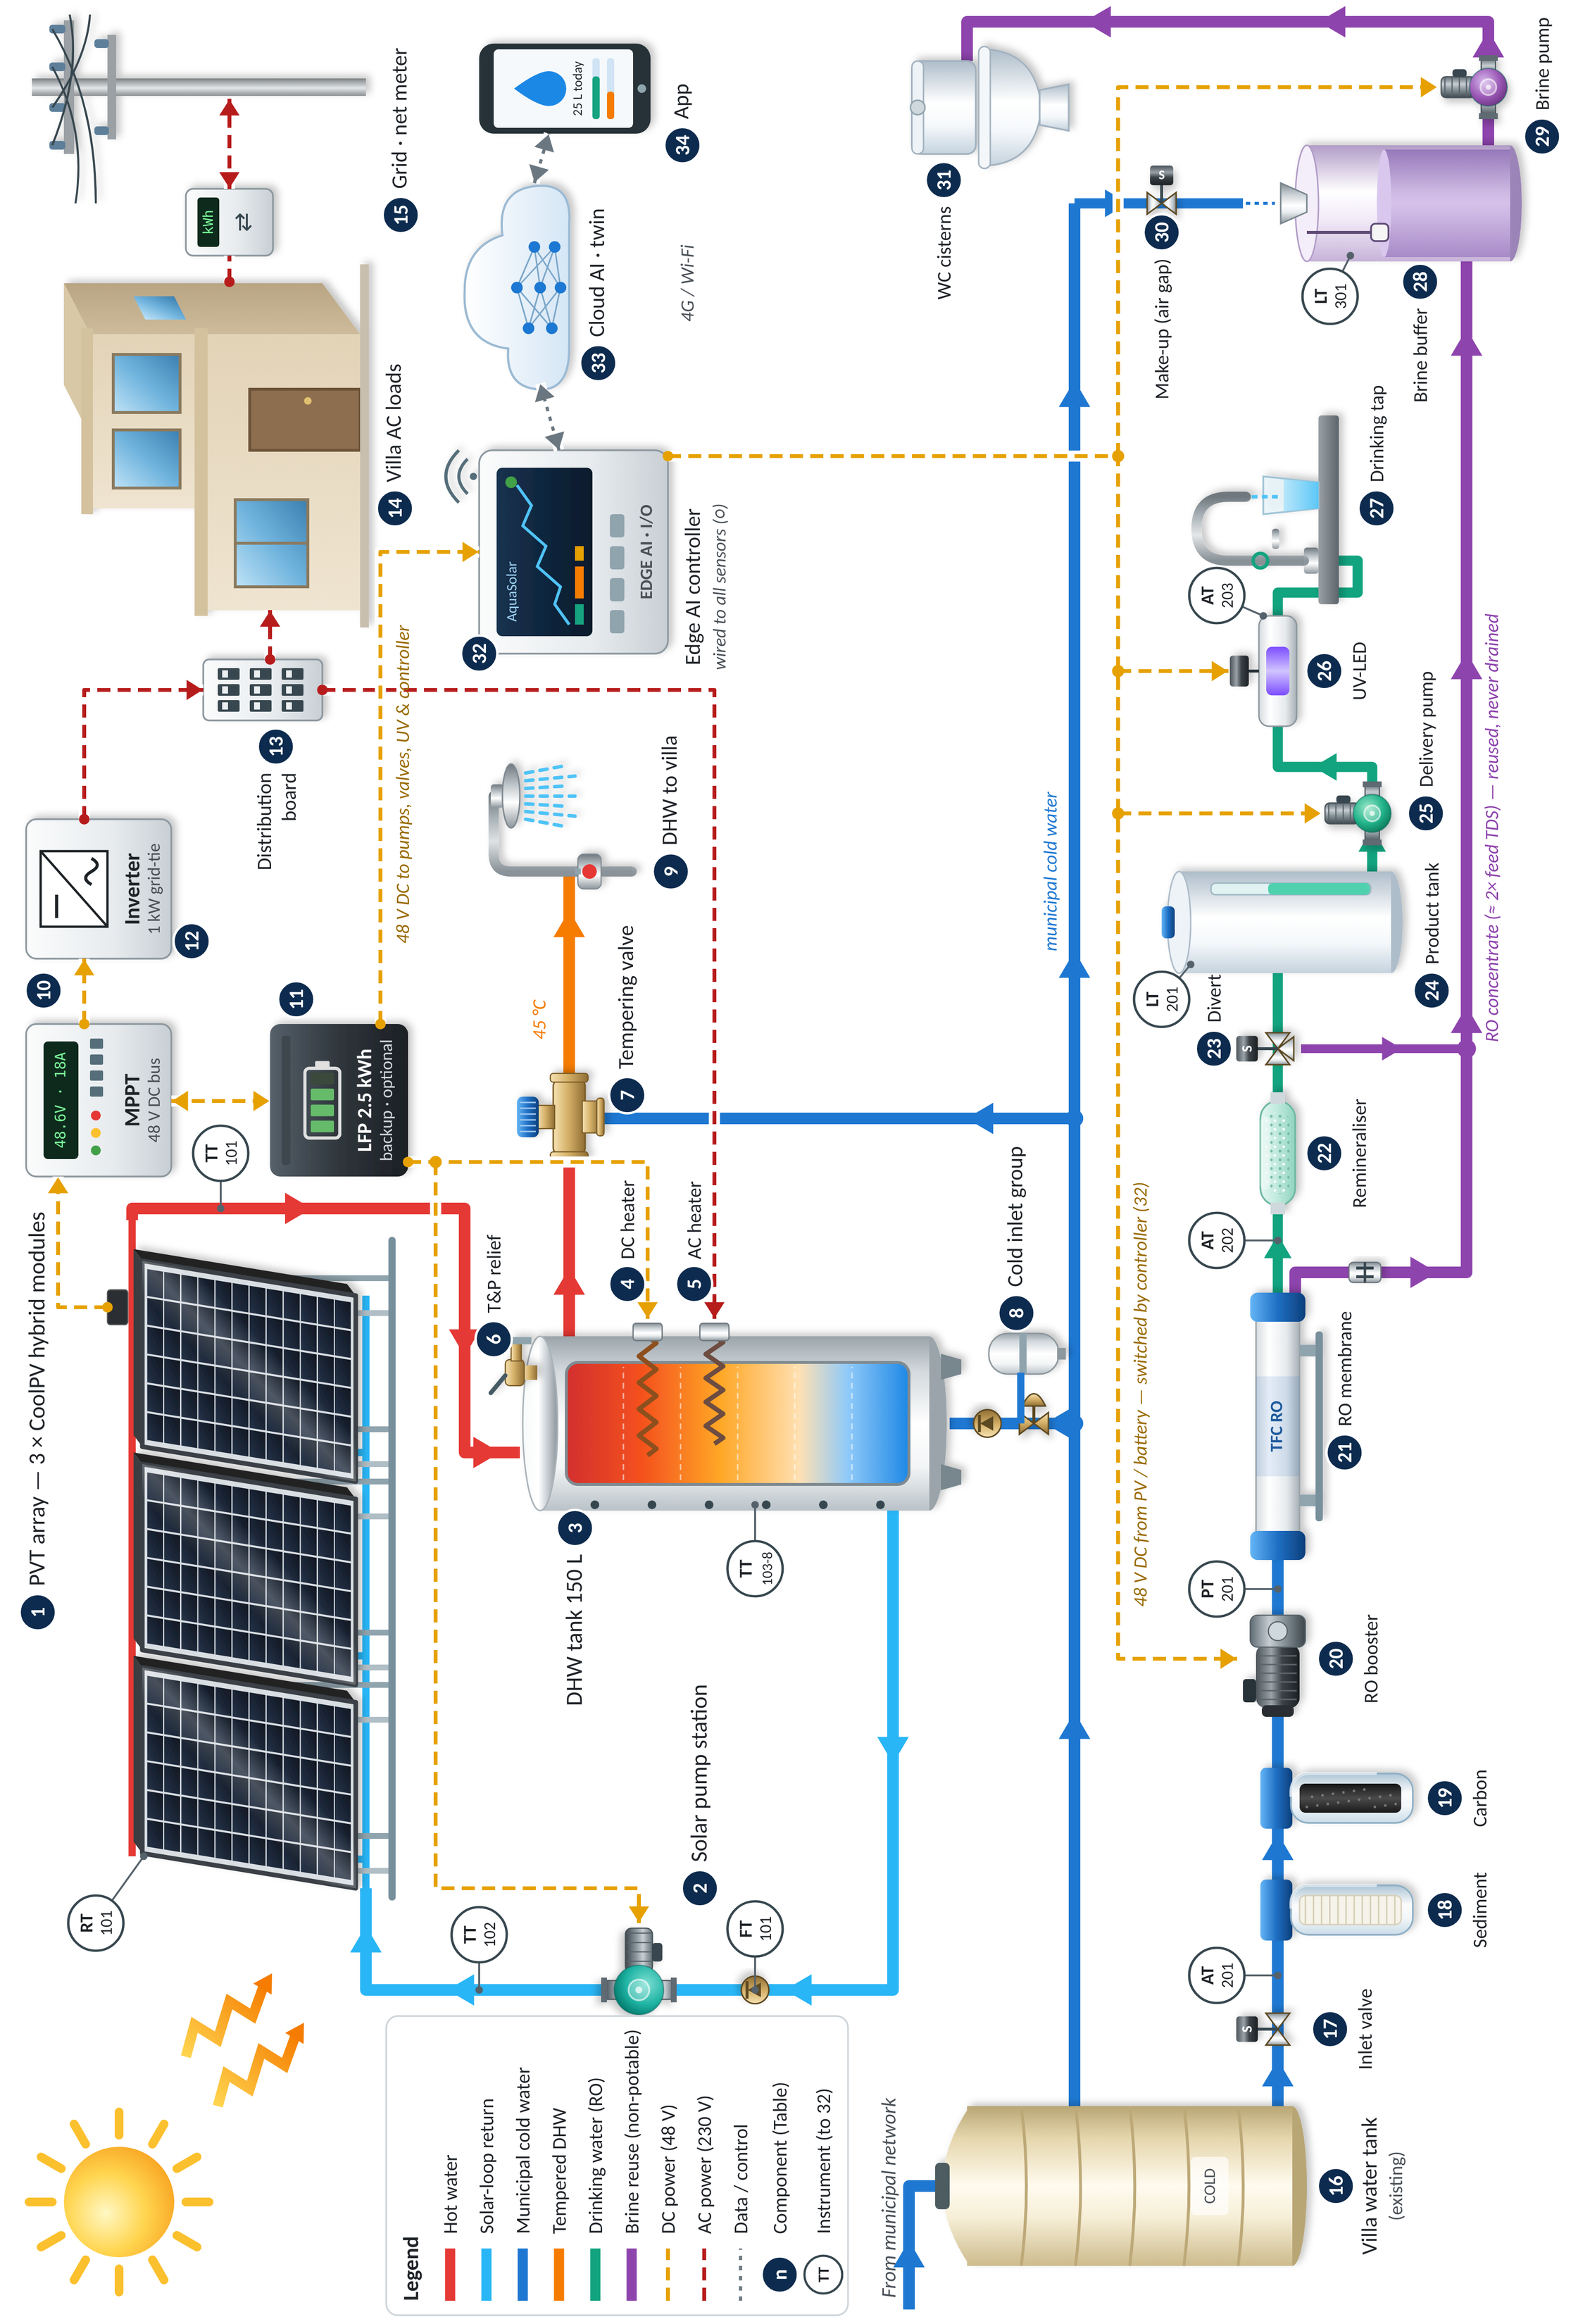 1 PVT array — 3 × CoolPV hybrid modules
RT
101
TT
101
48.6V · 18A
MPPT
48 V DC bus
10
Inverter
1 kW grid-tie
12
LFP 2.5 kWh
backup · optional
11
Distribution
board
13
14 Villa AC loads
kWh
⇄
15 Grid · net meter
48 V DC to pumps, valves, UV & controller
Legend
Hot water
Solar-loop return
Municipal cold water
Tempered DHW
Drinking water (RO)
Brine reuse (non-potable)
DC power (48 V)
AC power (230 V)
Data / control
n Component (Table)
TT Instrument (to 32)
TT
102
FT
101
2 Solar pump station
DHW tank 150 L 3
TT
103-8
6 T&P relief
4 DC heater
5 AC heater
7 Tempering valve
45 °C
9 DHW to villa
8 Cold inlet group
32
AquaSolar
EDGE AI · I/O
Edge AI controller
wired to all sensors (o)
33 Cloud AI · twin
4G / Wi-Fi
25 L today
34 App
From municipal network
COLD
16
Villa water tank
(existing)
municipal cold water
48 V DC from PV / battery — switched by controller (32)
S
17
Inlet valve
AT
201
18
Sediment
19
Carbon
20
RO booster
PT
201
TFC RO
21 RO membrane
AT
202
22
Remineraliser
S
23 Divert
LT
201
24 Product tank
25 Delivery pump
26
UV-LED
AT
203
27 Drinking tap
RO concentrate (≈ 2× feed TDS) — reused, never drained
WC cisterns 31
Make-up (air gap) 30
S
LT
301
Brine buffer 28
29 Brine pump